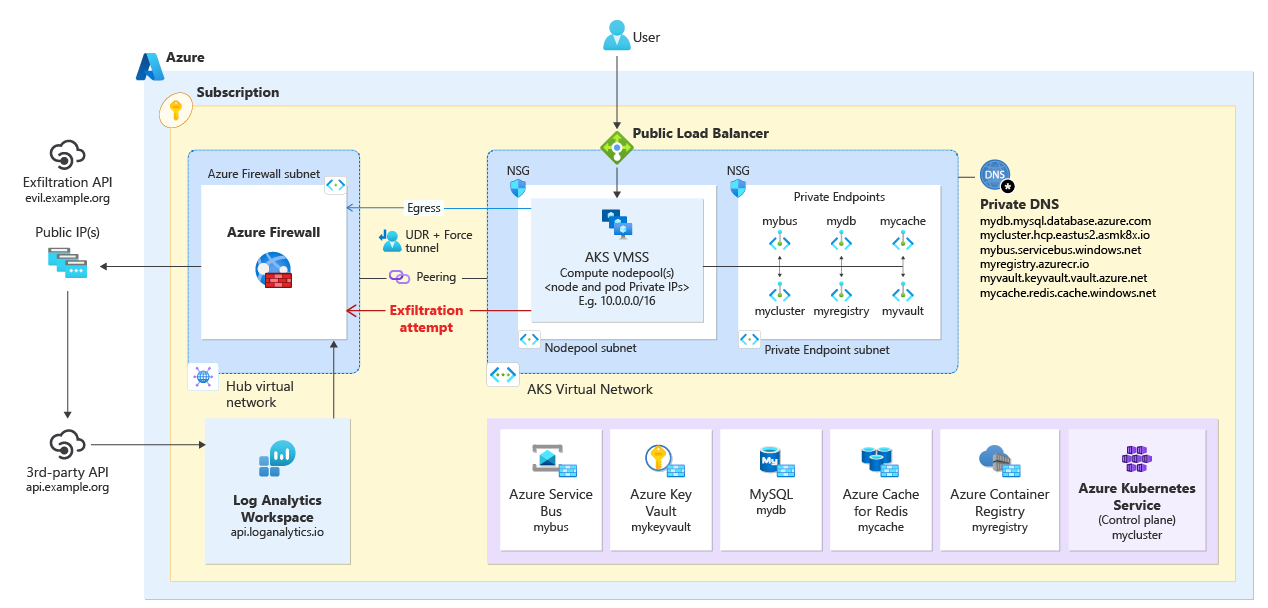 User
Azure
Subscription
Public Load Balancer
Exfiltration API
evil.example.org
Public IP(s)
3rd-party API
api.example.org
Azure Firewall subnet
Azure Firewall
Hub virtual
network
Egress
UDR + Force
tunnel
Peering
Exfiltration
attempt
NSG
AKS VMSS
Compute nodepool(s)
<node and pod Private IPs>
E.g. 10.0.0.0/16
Nodepool subnet
NSG
Private Endpoints
mybus
mydb
mycache
mycluster
myregistry
myvault
Private Endpoint subnet
AKS Virtual Network
DNS
*
Private DNS
mydb.mysql.database.azure.com
mycluster.hcp.eastus2.asmk8x.io
mybus.servicebus.windows.net
myregistry.azurecr.io
myvault.keyvault.vault.azure.net
mycache.redis.cache.windows.net
Log Analytics
Workspace
api.loganalytics.io
Azure Service
Bus
mybus
Azure Key
Vault
mykeyvault
My
MySQL
mydb
Azure Cache
for Redis
mycache
Azure Container
Registry
myregistry
Azure Kubernetes
Service
(Control plane)
mycluster